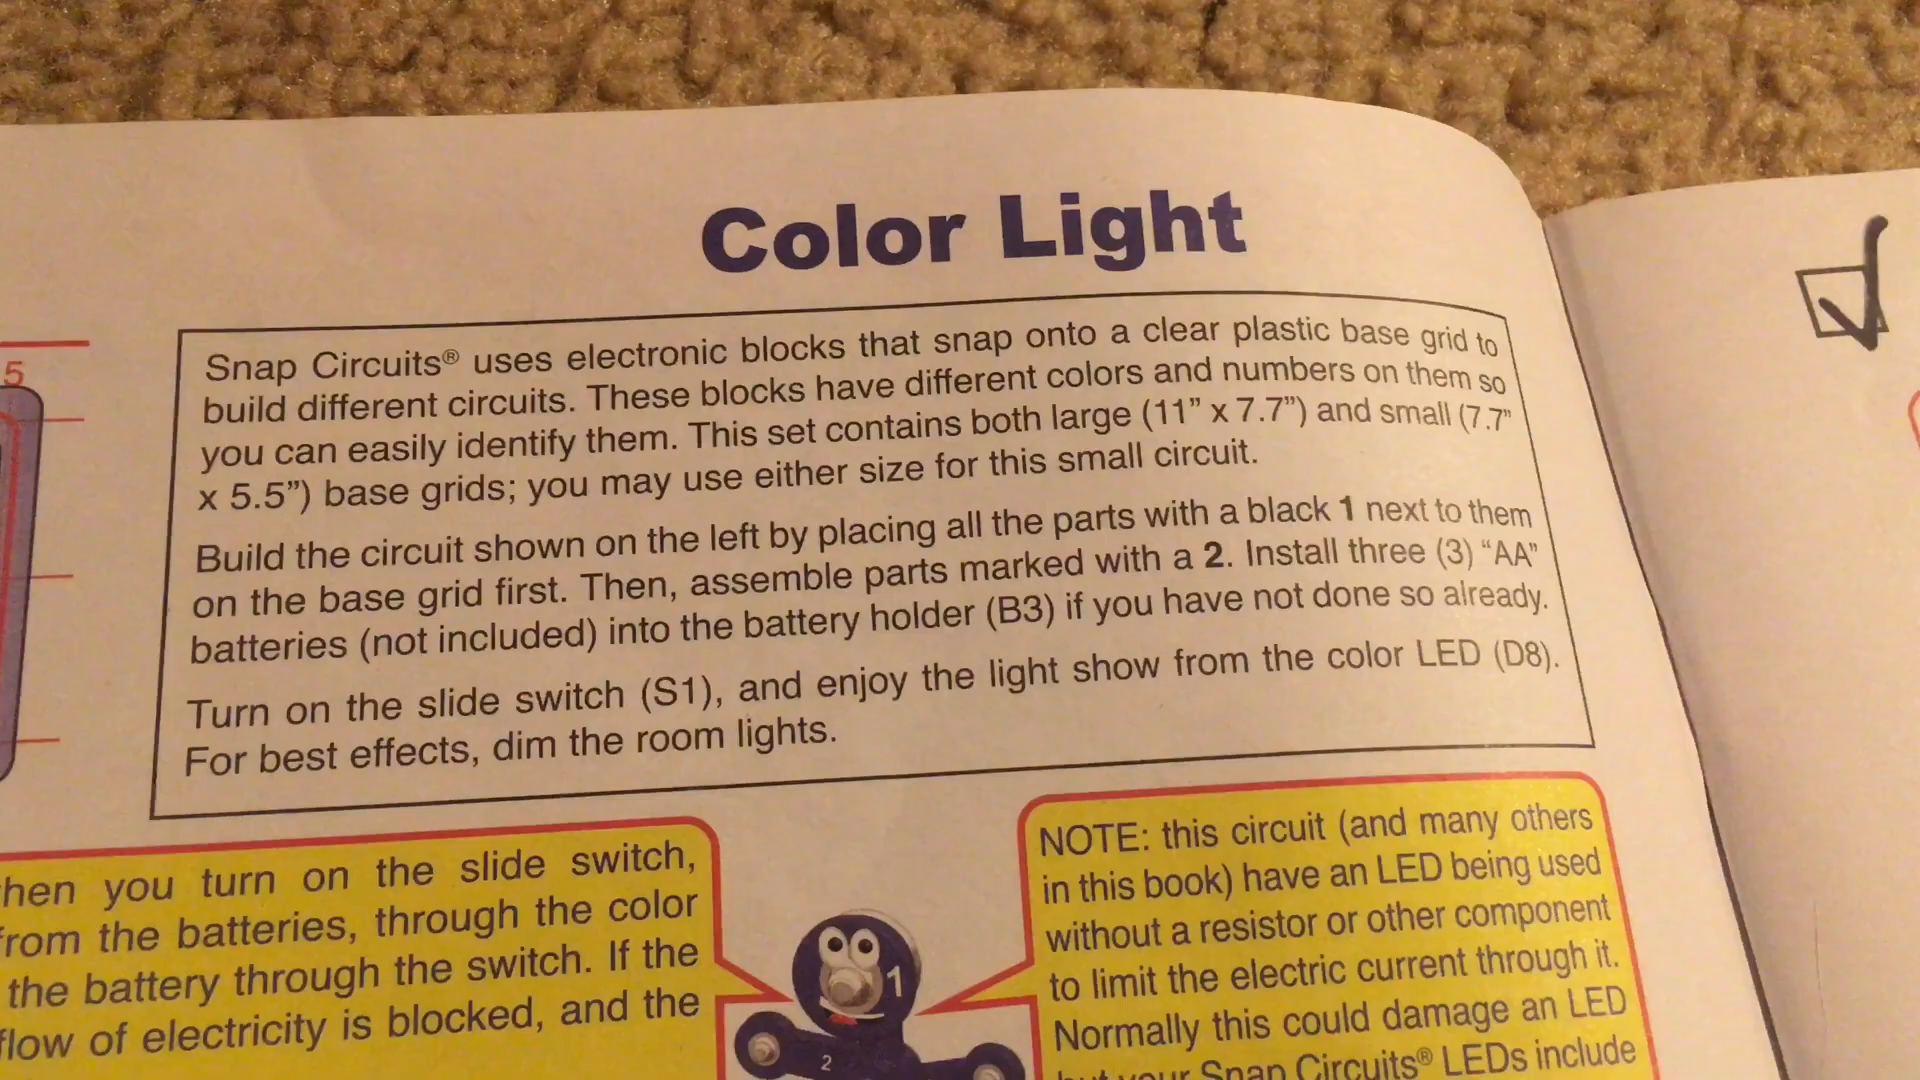 Color Light
5
Snap Circuits® uses electronic blocks that snap onto a clear plastic base grid to
build different circuits. These blocks have different colors and numbers on them so
you can easily identify them. This set contains both large (11” x 7.7”) and small (7.7”
x 5.5”) base grids; you may use either size for this small circuit.
Build the circuit shown on the left by placing all the parts with a black 1 next to them
on the base grid first. Then, assemble parts marked with a 2. Install three (3) “AA”
batteries (not included) into the battery holder (B3) if you have not done so already.
Turn on the slide switch (S1), and enjoy the light show from the color LED (D8).
For best effects, dim the room lights.
you turn on the slide switch,
from the batteries, through the color
the battery through the switch. If the
flow of electricity is blocked, and the
1
2
NOTE: this circuit (and many others
in this book) have an LED being used
without a resistor or other component
to limit the electric current through it.
Normally this could damage an LED
but your Snap Circuits® LEDs include